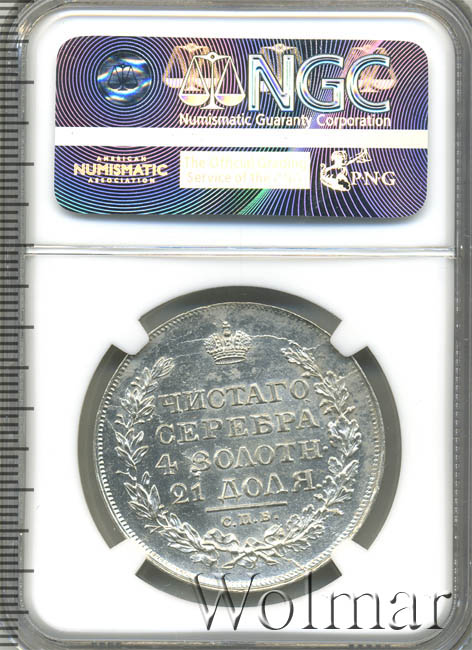 NGC
Numismatic Guaranty Corporation
AMERICAN
NUMISMATIC
ASSOCIATION
The Official Grading
Service of the
PNG
ЧИСТАГО
СЕРЕБРА
4 ЗОЛОТН.
21 ДОЛЯ.
С.П.Б.
Wolmar